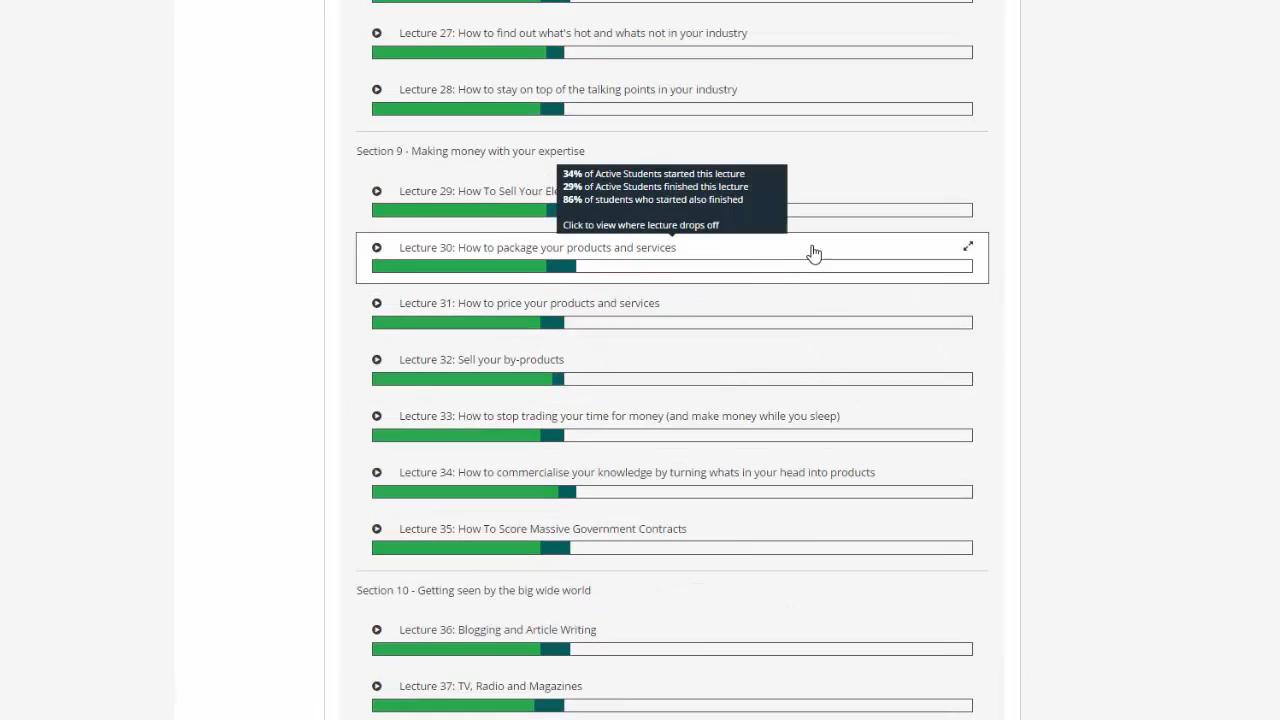 Lecture 27: How to find out what's hot and whats not in your industry
Lecture 28: How to stay on top of the talking points in your industry
Section 9 - Making money with your expertise
34% of Active Students started this lecture
29% of Active Students finished this lecture
86% of students who started also finished
Click to view where lecture drops off
Lecture 29: How To Sell Your
Lecture 30: How to package your products and services
Lecture 31: How to price your products and services
Lecture 32: Sell your by-products
Lecture 33: How to stop trading your time for money (and make money while you sleep)
Lecture 34: How to commercialise your knowledge by turning whats in your head into products
Lecture 35: How To Score Massive Government Contracts
Section 10 - Getting seen by the big wide world
Lecture 36: Blogging and Article Writing
Lecture 37: TV, Radio and Magazines